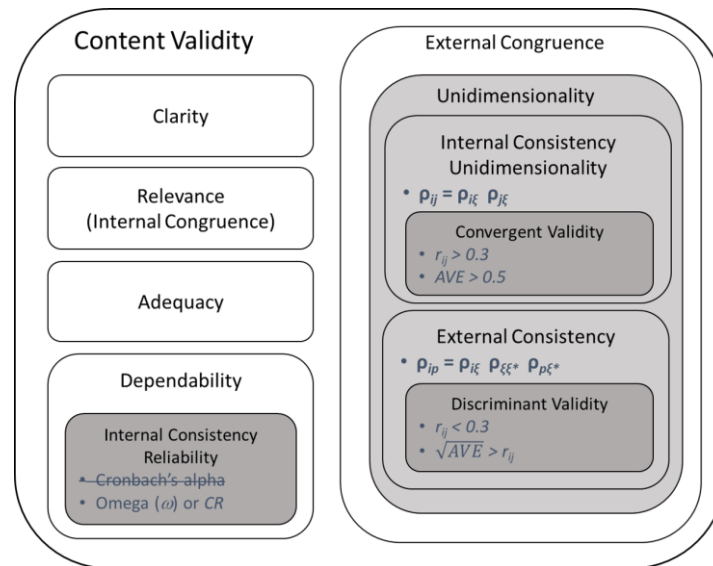 Content Validity
Clarity
Relevance
(Internal Congruence)
Adequacy
Dependability
Internal Consistency
Reliability
• Cronbach's alpha
• Omega (ω) or CR
External Congruence
Unidimensionality
Internal Consistency
Unidimensionality
• ρij = ρiξ ρjξ
Convergent Validity
• rij > 0.3
• AVE > 0.5
External Consistency
• ρip = ρiξ ρξξ* ρpξ*
Discriminant Validity
• rij < 0.3
• √AVE > rij